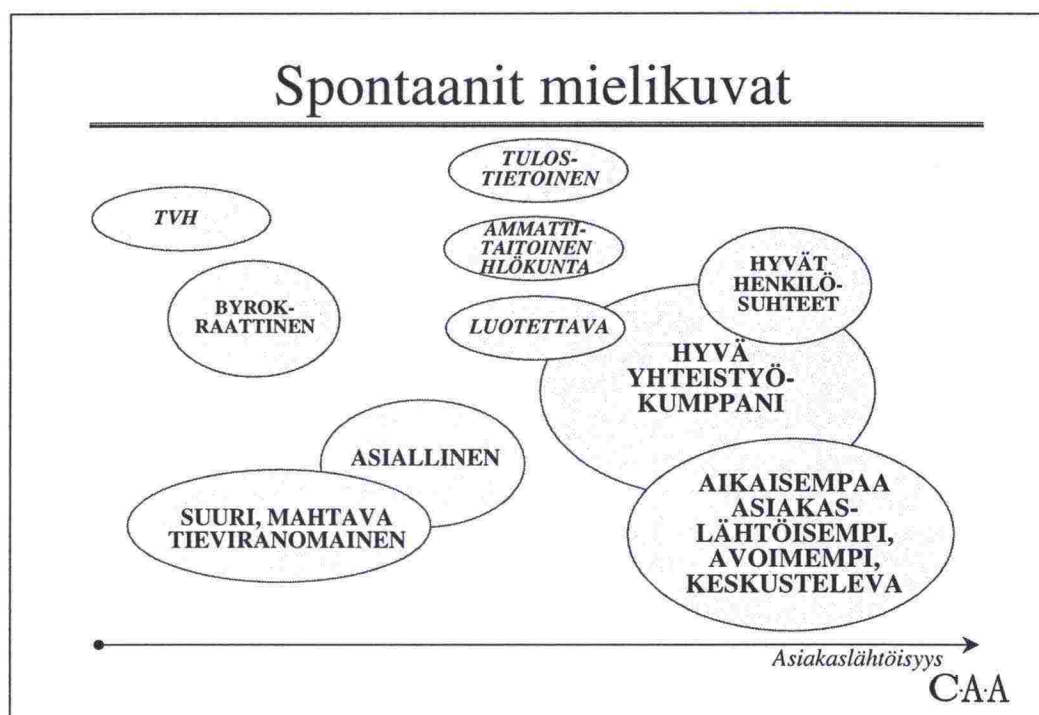 Spontaanit mielikuvat
TULOS-
TIETOINEN
TVH
AMMATTI-
TAITOINEN
HLÖKUNTA
HYVÄT
HENKILÖ-
SUHTEET
BYROK-
RAATTINEN
LUOTETTAVA
HYVÄ
YHTEISTYÖ-
KUMPPANI
ASIALLINEN
SUURI, MAHTAVA
TIEVIRANOMAINEN
AIKAISEMPAA
ASIAKAS-
LÄHTÖISEMPI,
AVOIMEMPI,
KESKUSTELEVA
Asiakaslähtöisyys
C·A·A